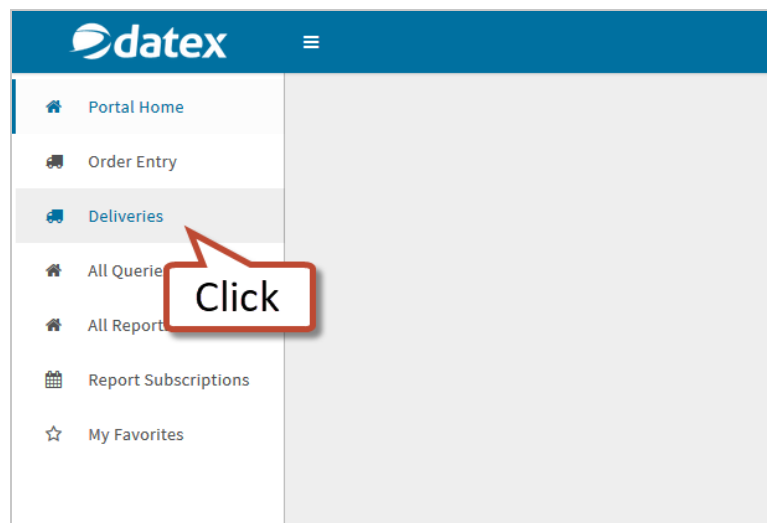 datex
Portal Home
Order Entry
Deliveries
All Querie
Click
All Report
Report Subscriptions
My Favorites